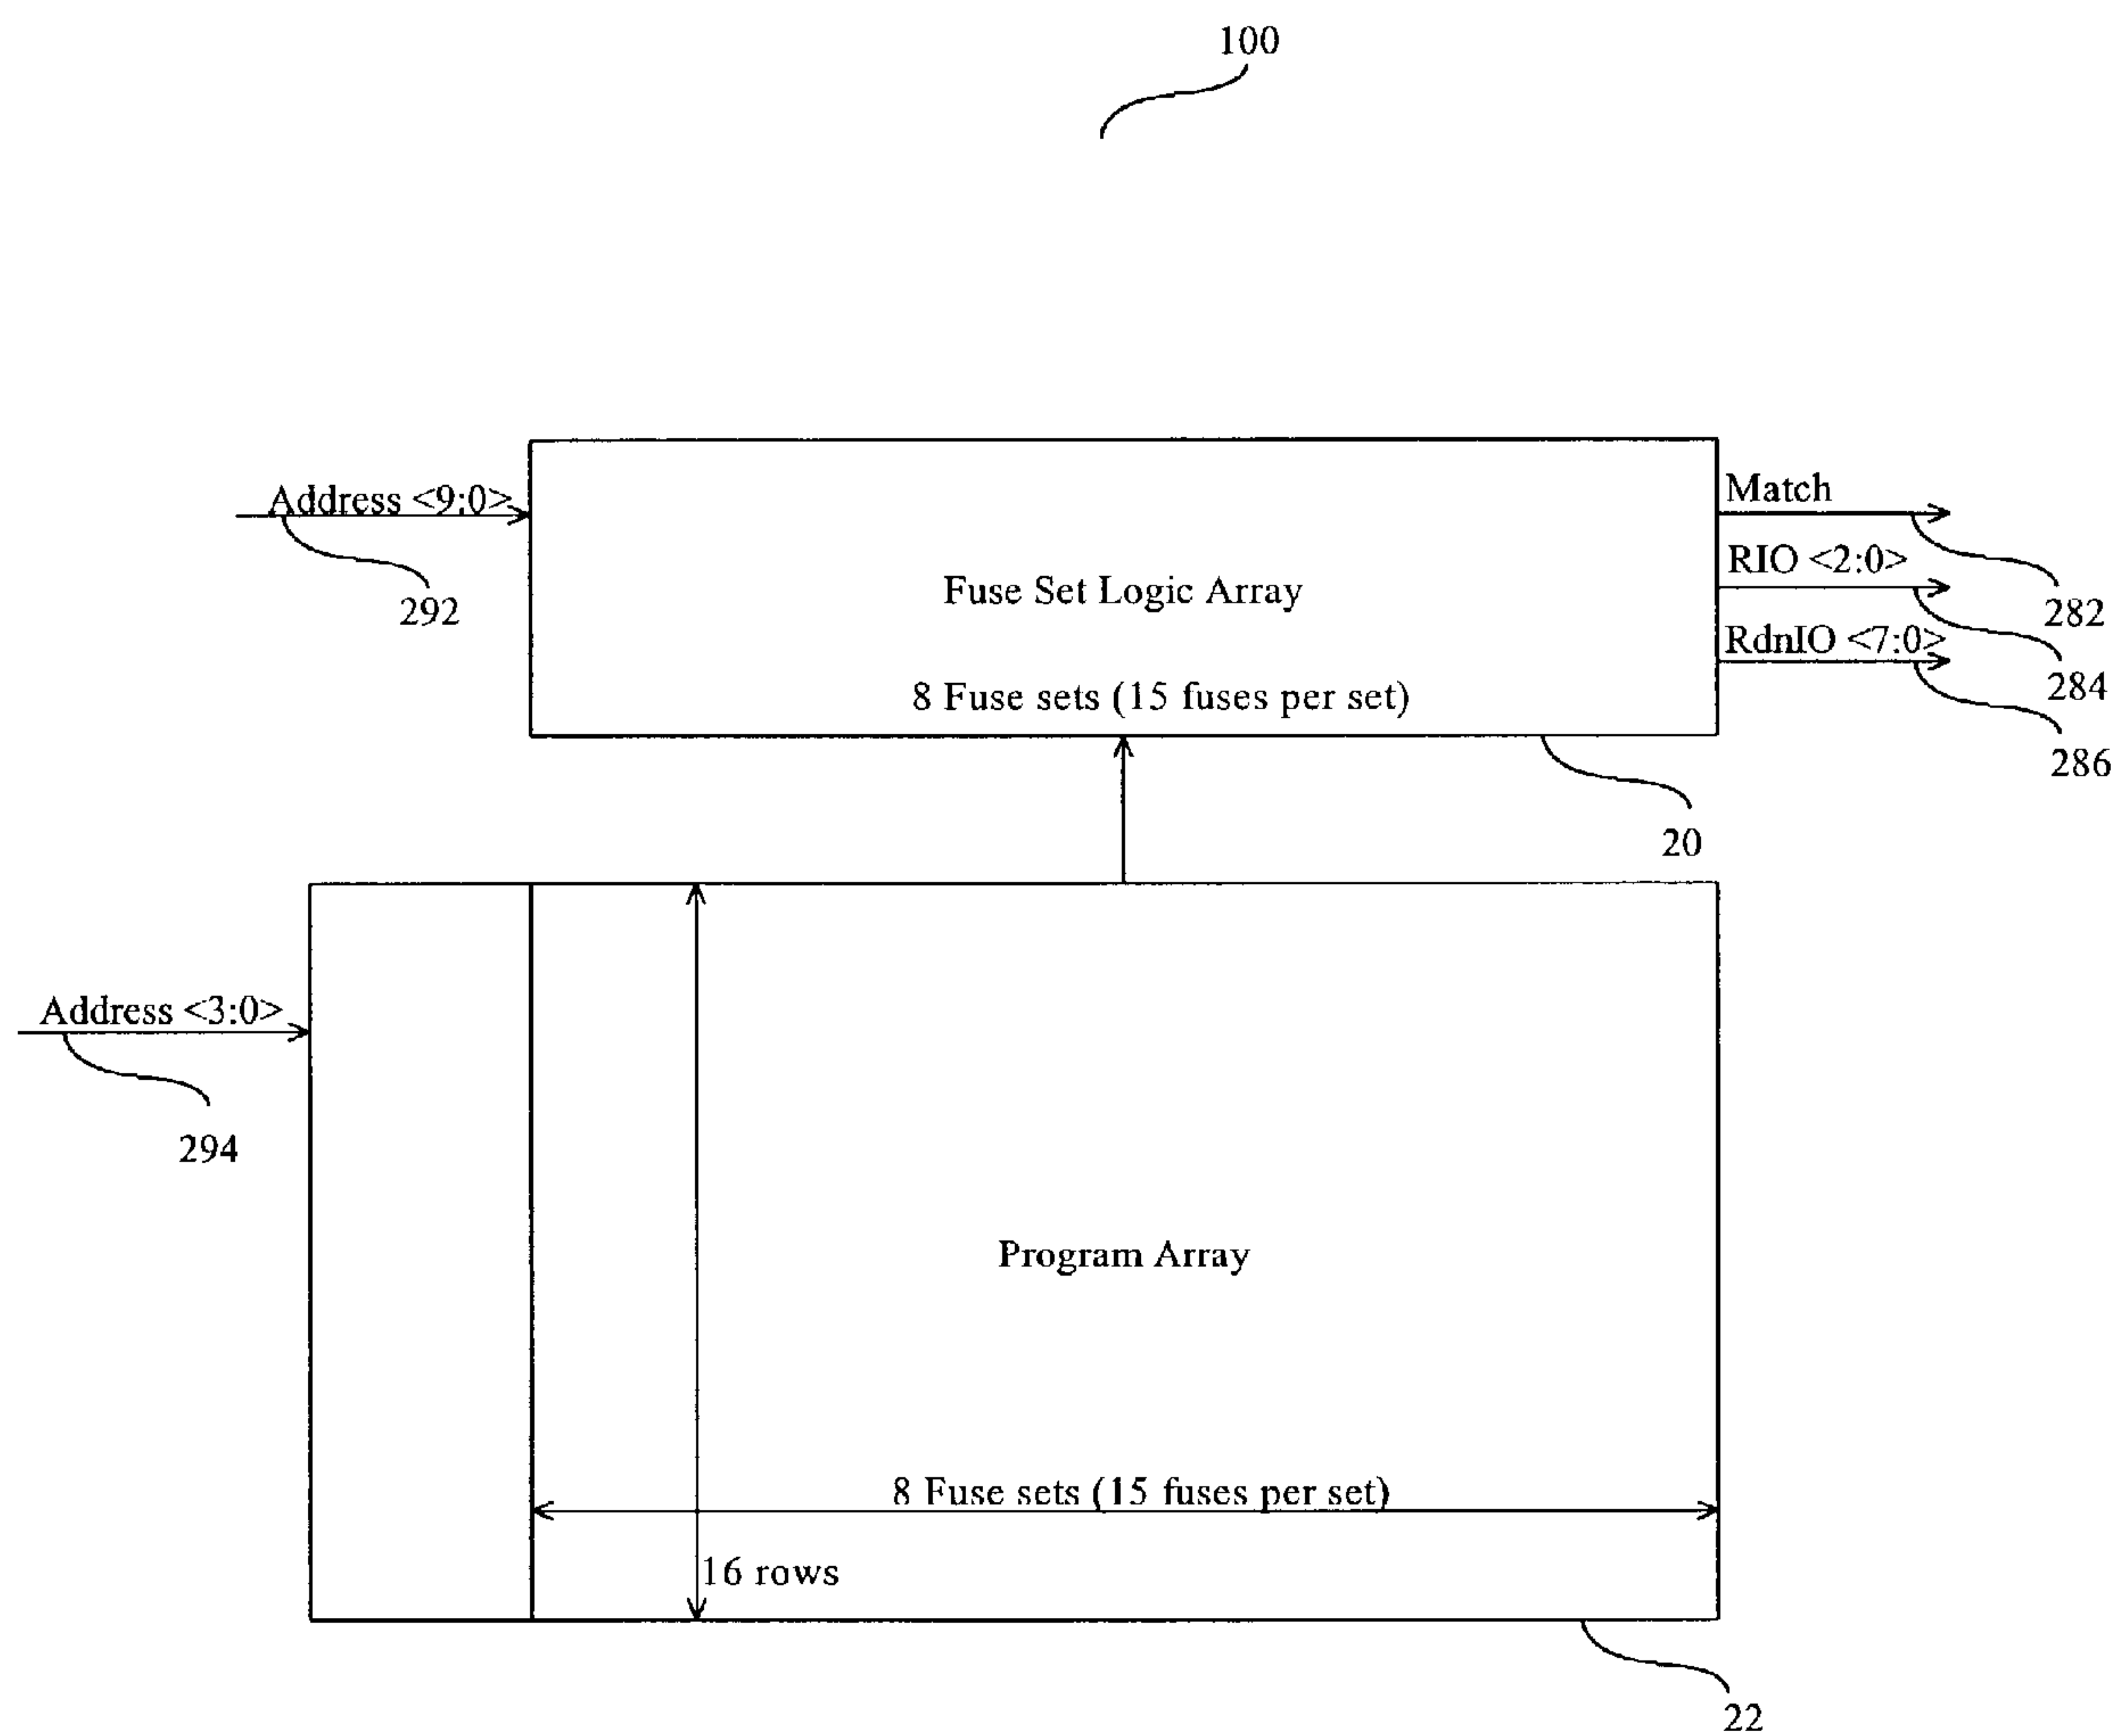 100
Address <9:0>
292
Fuse Set Logic Array
8 Fuse sets (15 fuses per set)
Match
282
RIO <2:0>
284
RdnIO <7:0>
286
20
Address <3:0>
294
Program Array
8 Fuse sets (15 fuses per set)
16 rows
22